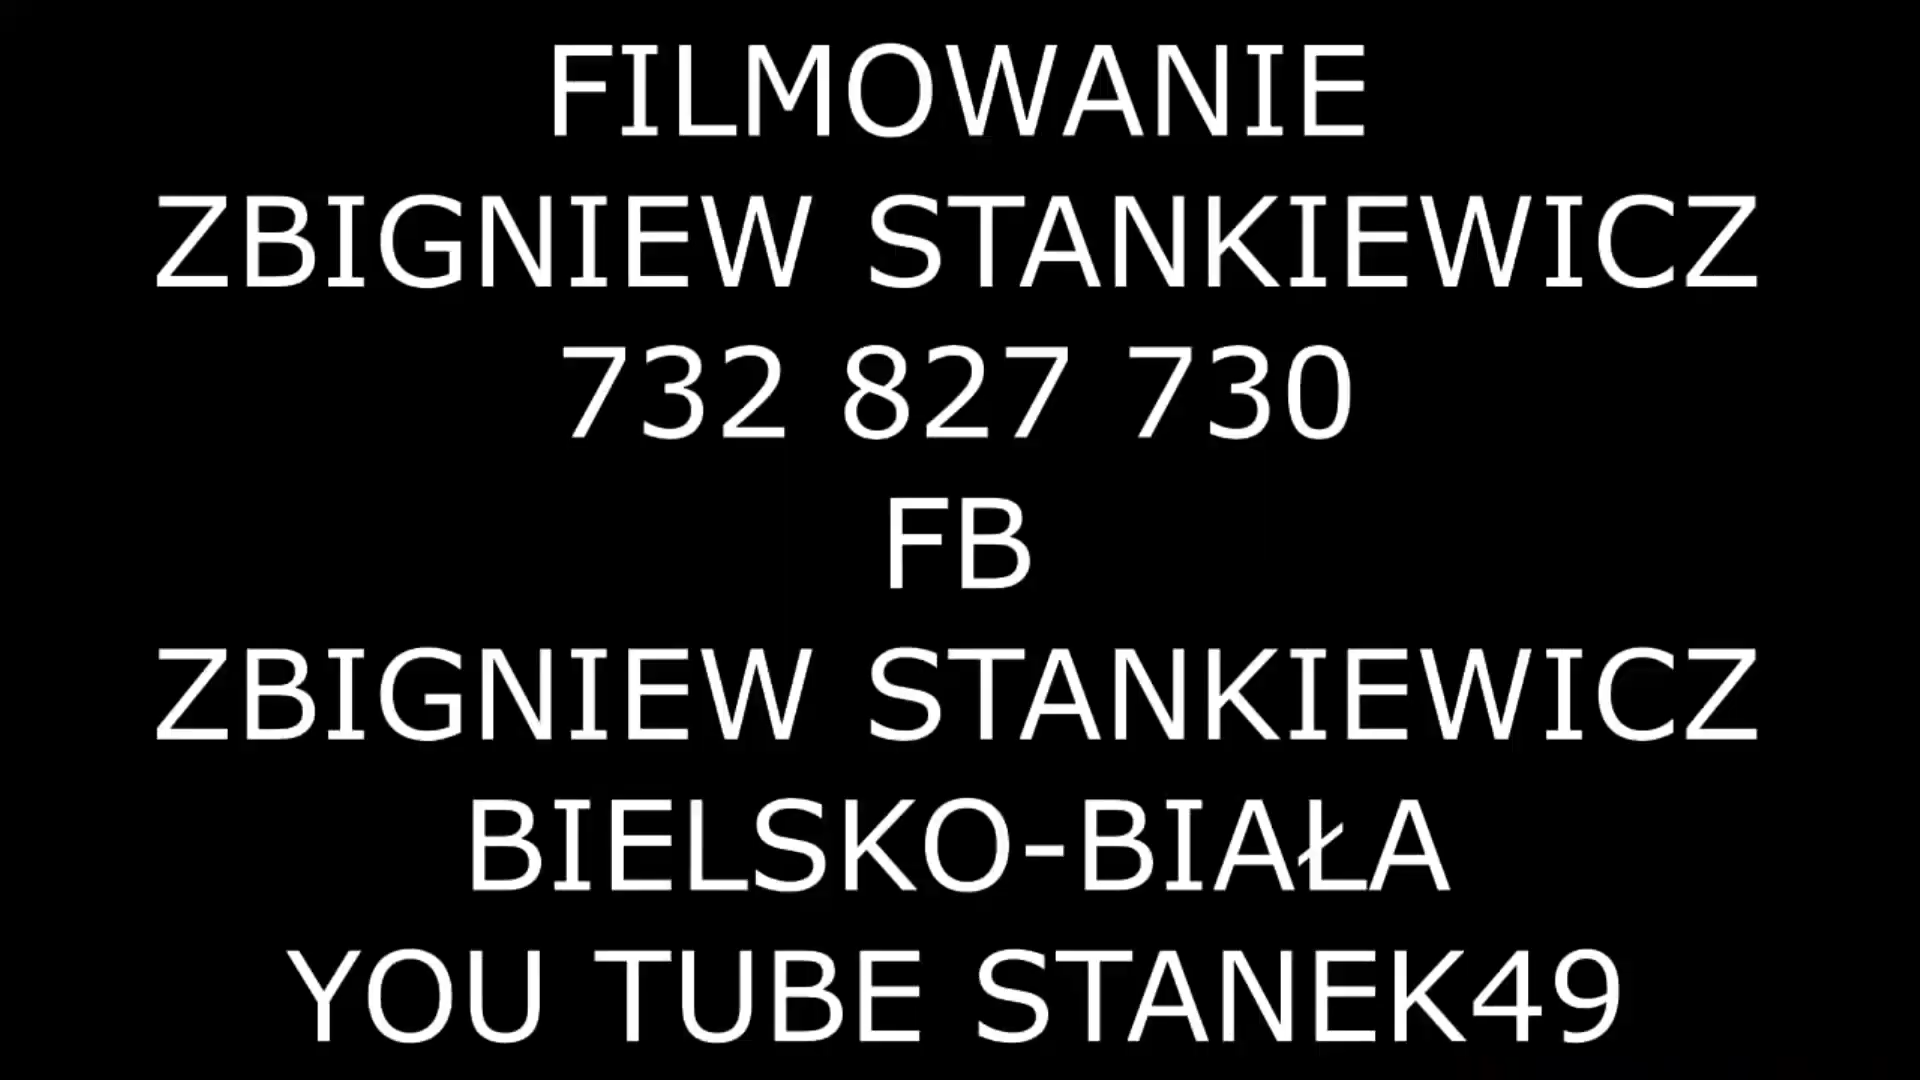 FILMOWANIE
ZBIGNIEW STANKIEWICZ
732 827 730
FB
ZBIGNIEW STANKIEWICZ
BIELSKO-BIAŁA
YOU TUBE STANEK49